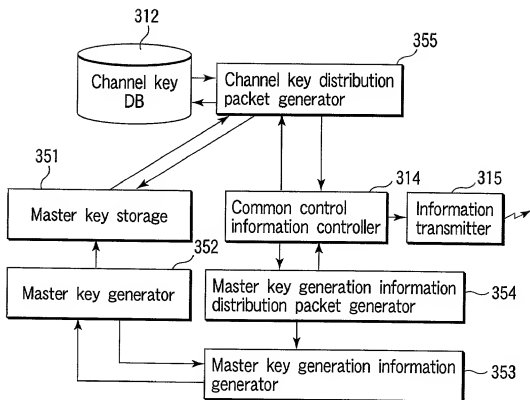 312
Channel key
DB
355
Channel key distribution
packet generator
351
Master key storage
314
Common control
information controller
315
Information
transmitter
352
Master key generator
Master key generation information
distribution packet generator
354
Master key generation information
generator
353